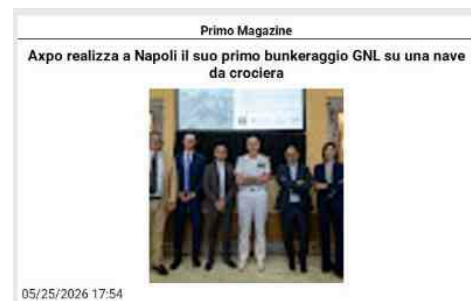 Primo Magazine
Axpo realizza a Napoli il suo primo bunkeraggio GNL su una nave
da crociera
05/25/2026 17:54